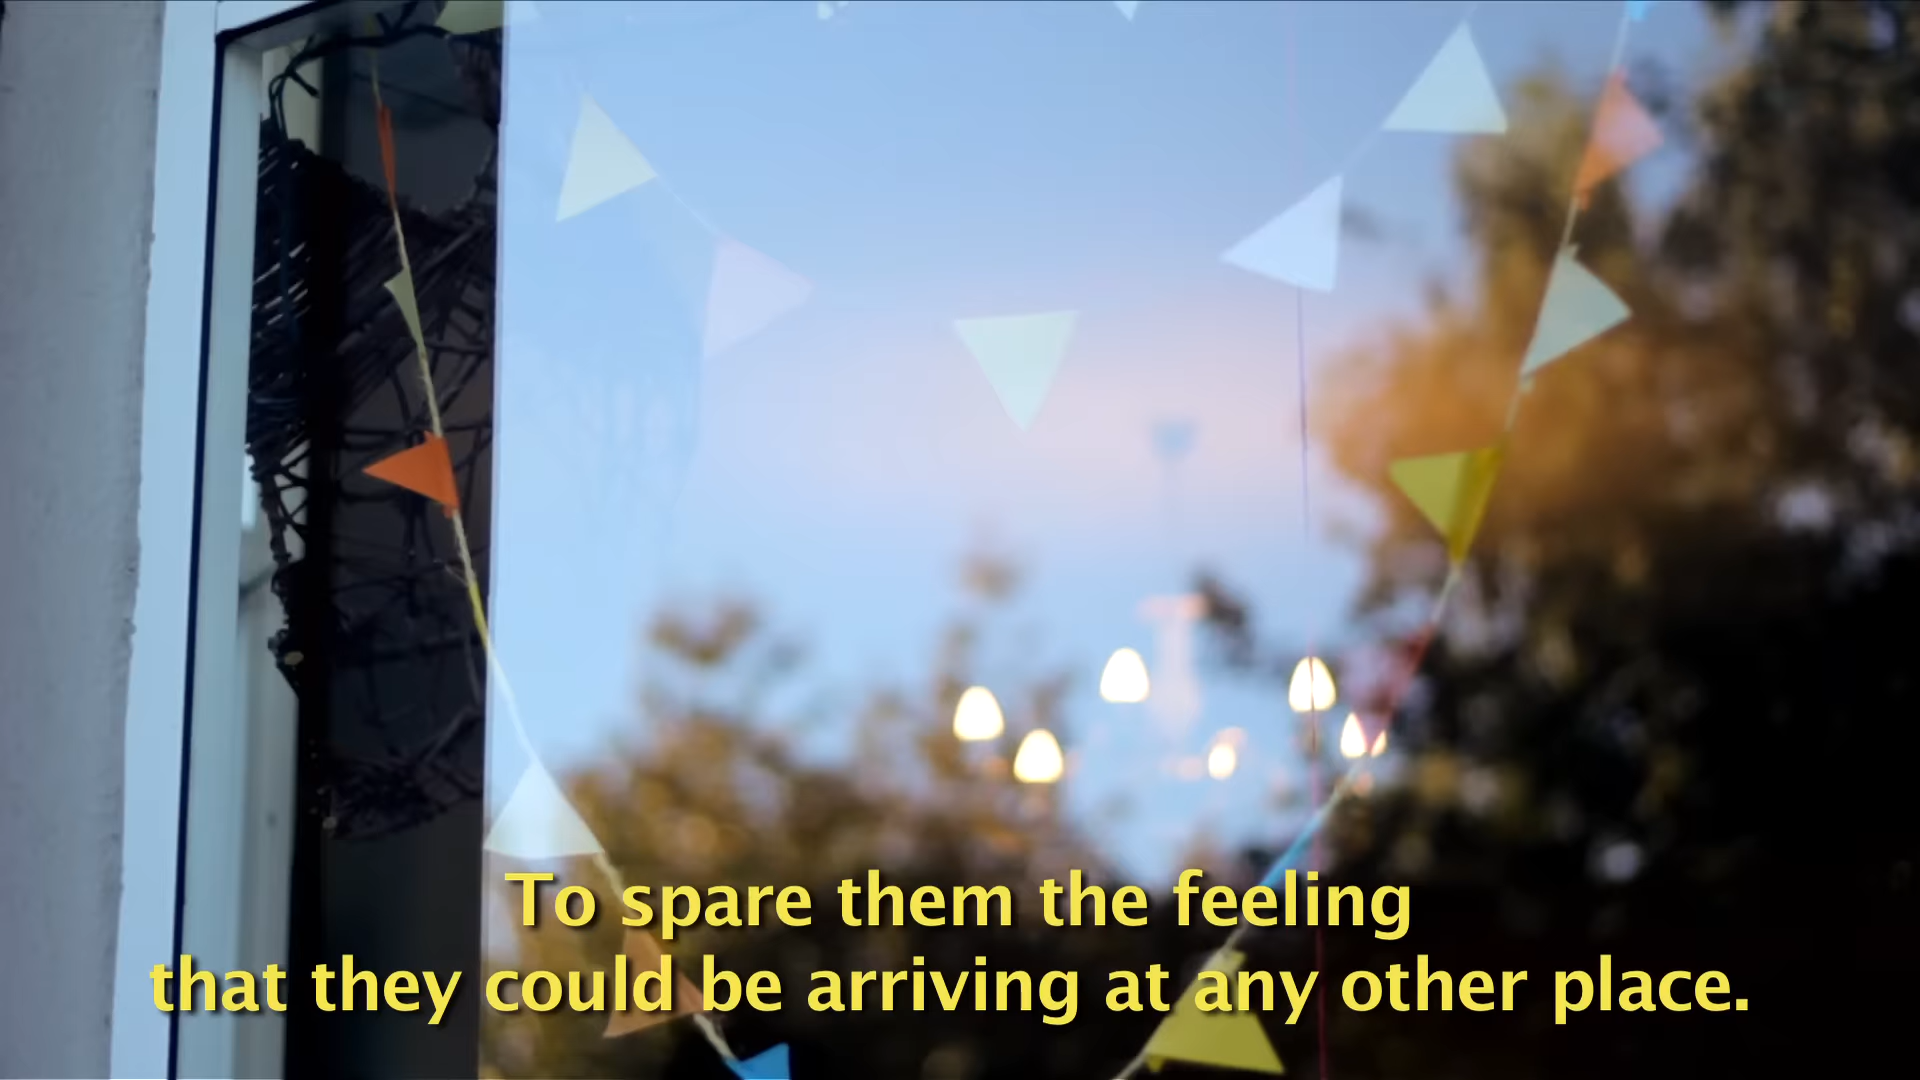 To spare them the feeling
that they could be arriving at any other place.